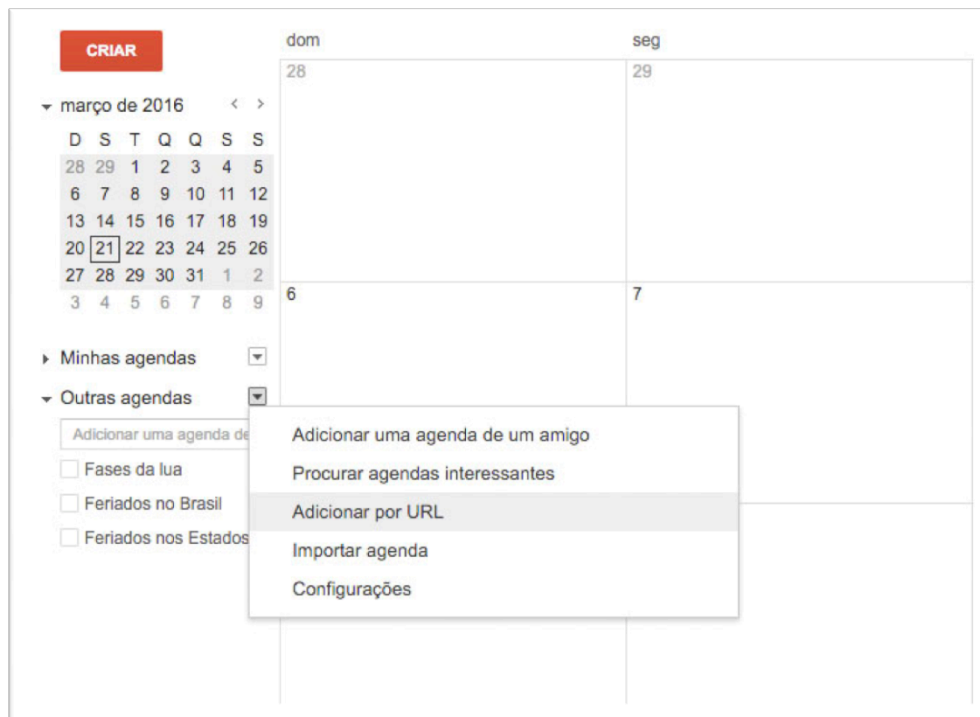 CRIAR
março de 2016 < >
D S T Q Q S S
28 29 1 2 3 4 5
6 7 8 9 10 11 12
13 14 15 16 17 18 19
20 21 22 23 24 25 26
27 28 29 30 31 1 2
3 4 5 6 7 8 9
Minhas agendas
Outras agendas
Adicionar uma agenda de
Fases da lua
Feriados no Brasil
Feriados nos Estados
dom seg
28 29
6 7
Adicionar uma agenda de um amigo
Procurar agendas interessantes
Adicionar por URL
Importar agenda
Configurações